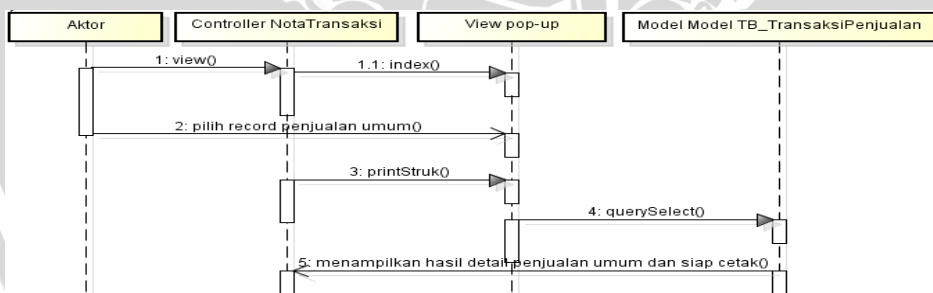 Aktor
Controller NotaTransaksi
View pop-up
Model Model TB_TransaksiPenjualan
1: view()
1.1: index()
2: pilih record penjualan umum()
3: printStruk()
4: querySelect()
5: menampilkan hasil detail penjualan umum dan siap cetak()